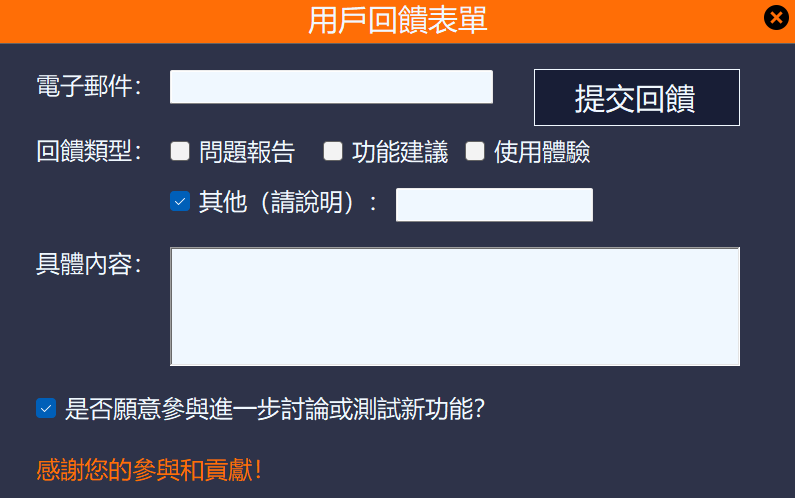 用戶回饋表單
電子郵件：
提交回饋
回饋類型： 問題報告 功能建議 使用體驗
其他（請說明）：
具體內容：
是否願意參與進一步討論或測試新功能？
感謝您的參與和貢獻！